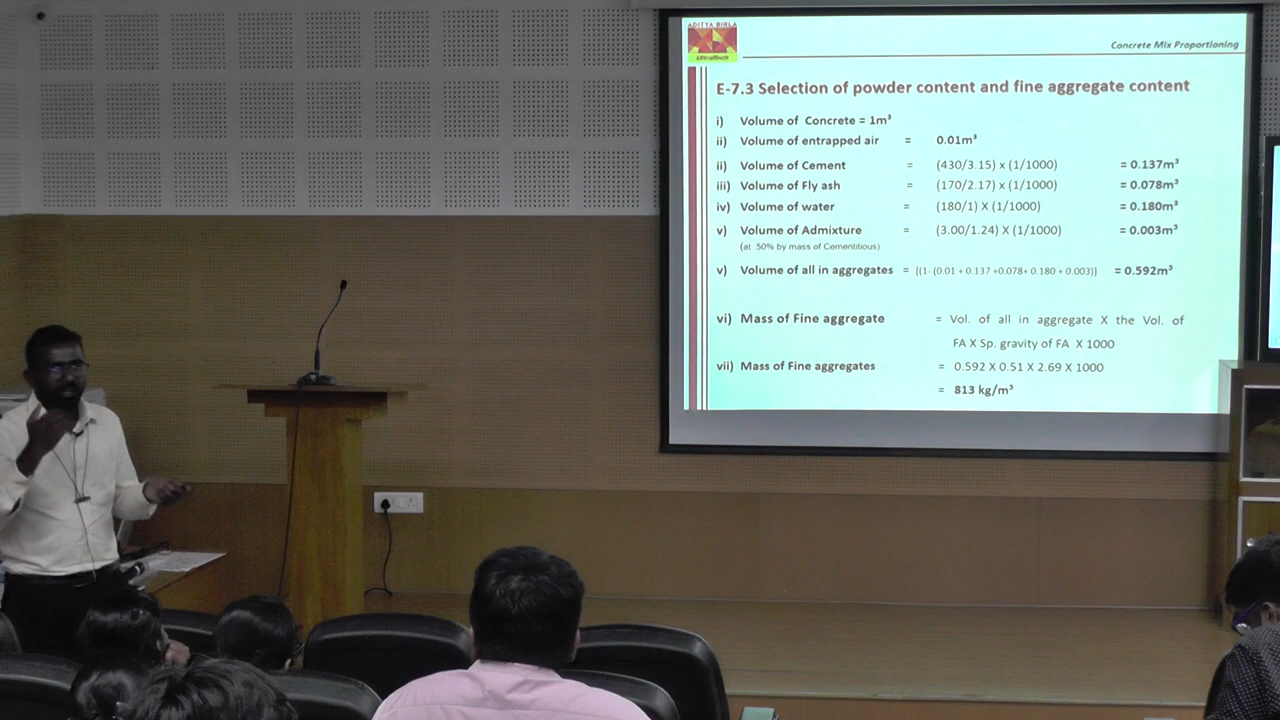 ADITYA BIRLA
UltraTech
Concrete Mix Proportioning
E-7.3 Selection of powder content and fine aggregate content
i) Volume of Concrete = 1m³
ii) Volume of entrapped air = 0.01m³
ii) Volume of Cement = (430/3.15) x (1/1000) = 0.137m³
iii) Volume of Fly ash = (170/2.17) x (1/1000) = 0.078m³
iv) Volume of water = (180/1) X (1/1000) = 0.180m³
v) Volume of Admixture = (3.00/1.24) X (1/1000) = 0.003m³
(at 50% by mass of Cementitious)
v) Volume of all in aggregates = [(1- (0.01 + 0.137 +0.078+ 0.180 + 0.003)] = 0.592m³
vi) Mass of Fine aggregate = Vol. of all in aggregate X the Vol. of
FA X Sp. gravity of FA X 1000
vii) Mass of Fine aggregates = 0.592 X 0.51 X 2.69 X 1000
= 813 kg/m³